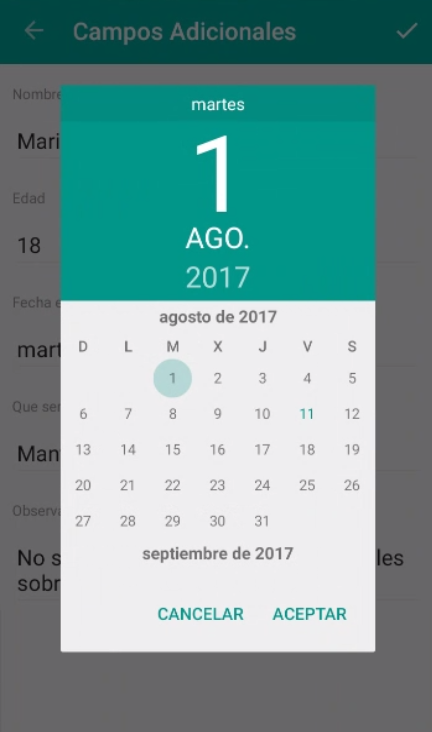 Campos Adicionales
Nombre
Mari
martes
1
AGO.
2017
Edad
18
Fecha e
mart
agosto de 2017
D L M X J V S
1 2 3 4 5
6 7 8 9 10 11 12
13 14 15 16 17 18 19
20 21 22 23 24 25 26
27 28 29 30 31
septiembre de 2017
Que ser
Man
Observa
No s les
sobr
CANCELAR ACEPTAR